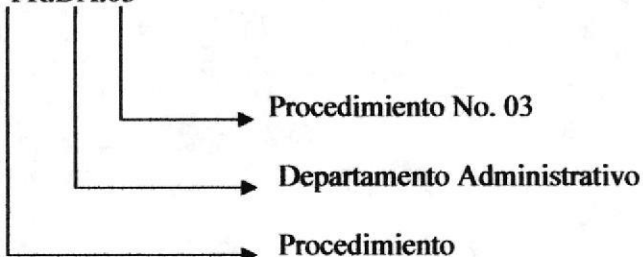 Procedimiento No. 03
Departamento Administrativo
Procedimiento